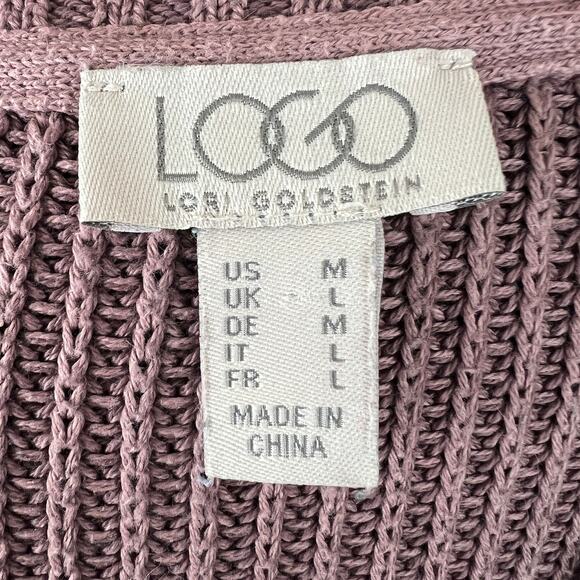 LOGO
LORI GOLDSTEIN
US M
UK L
DE M
IT L
FR L
MADE IN
CHINA